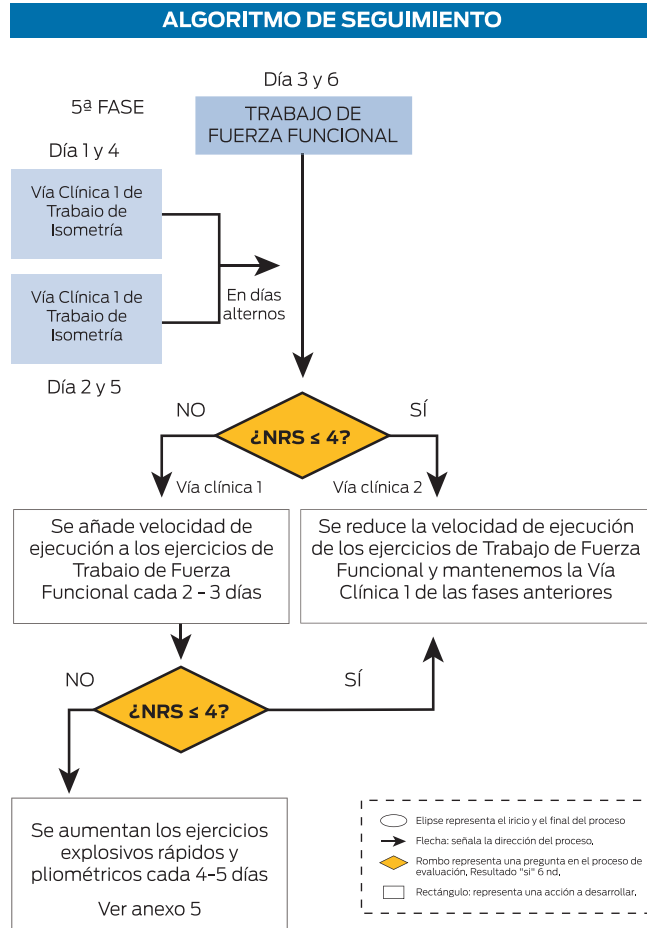 ALGORITMO DE SEGUIMIENTO
Día 3 y 6
5ª FASE
TRABAJO DE
FUERZA FUNCIONAL
Día 1 y 4
Vía Clínica 1 de
Trabaio de
Isometría
Vía Clínica 1 de
Trabaio de
Isometría
En días
alternos
Día 2 y 5
NO
SÍ
¿NRS ≤ 4?
Vía clínica 1
Vía clínica 2
Se añade velocidad de
ejecución a los ejercicios de
Trabaio de Fuerza
Funcional cada 2 - 3 días
Se reduce la velocidad de ejecución
de los ejercicios de Trabajo de Fuerza
Funcional y mantenemos la Vía
Clínica 1 de las fases anteriores
NO
SÍ
¿NRS ≤ 4?
Se aumentan los ejercicios
explosivos rápidos y
pliométricos cada 4-5 días
Ver anexo 5
Elipse representa el iricio y el final del proceso
Flecha: señala la dirección del proceso,
Rombo representa una pregunta en el proceso de
evaluación, Resultado "si" 6 nd,
Rectángulo: representa una acción a desarrollar,